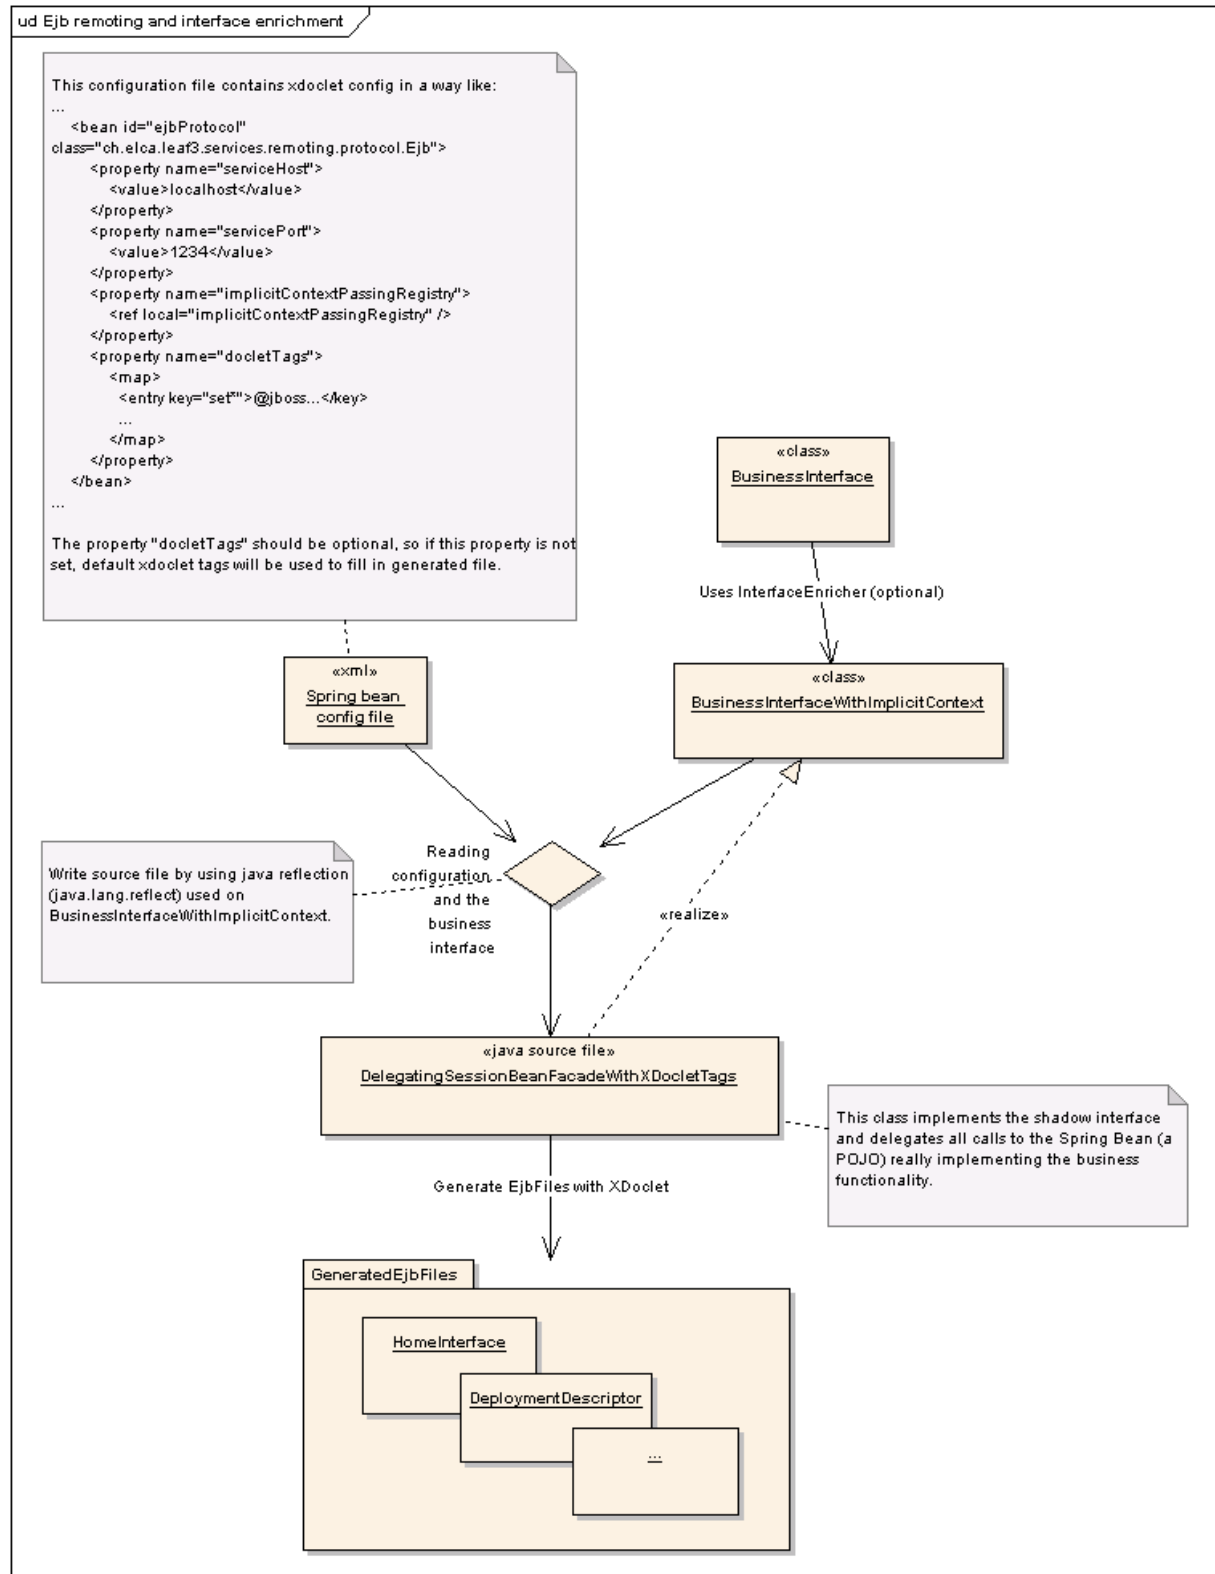 ud Ejb remoting and interface enrichment
This configuration file contains xdoclet config in a way like:
...
<bean id="ejbProtocol"
class="ch.elca.leaf3.services.remoting.protocol.Ejb">
<property name="serviceHost">
<value>localhost</value>
</property>
<property name="servicePort">
<value>1234</value>
</property>
<property name="implicitContextPassingRegistry">
<ref local="implicitContextPassingRegistry" />
</property>
<property name="docletTags">
<map>
<entry key="set*">@jboss...</key>
...
</map>
</property>
</bean>
...
The property "docletTags" should be optional, so if this property is not
set, default xdoclet tags will be used to fill in generated file.
«class»
BusinessInterface
Uses InterfaceEnricher (optional)
«xml»
Spring bean
config file
«class»
BusinessInterfaceWithImplicitContext
Write source file by using java reflection
(java.lang.reflect) used on
BusinessInterfaceWithImplicitContext.
Reading
configuration
and the
business
interface
«realize»
«java source file»
DelegatingSessionBeanFacadeWithXDocletTags
This class implements the shadow interface
and delegates all calls to the Spring Bean (a
POJO) really implementing the business
functionality.
Generate EjbFiles with XDoclet
GeneratedEjbFiles
HomeInterface
DeploymentDescriptor
...